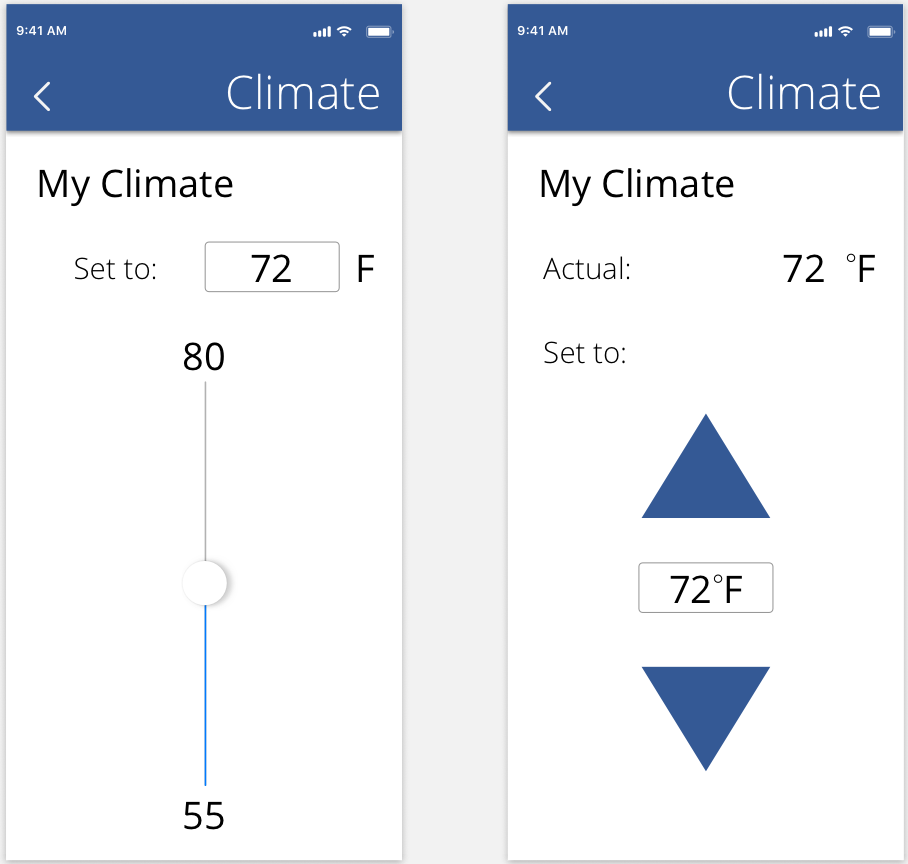 9:41 AM
Climate
My Climate
Set to: 72 F
80
55
9:41 AM
Climate
My Climate
Actual: 72 °F
Set to:
72°F